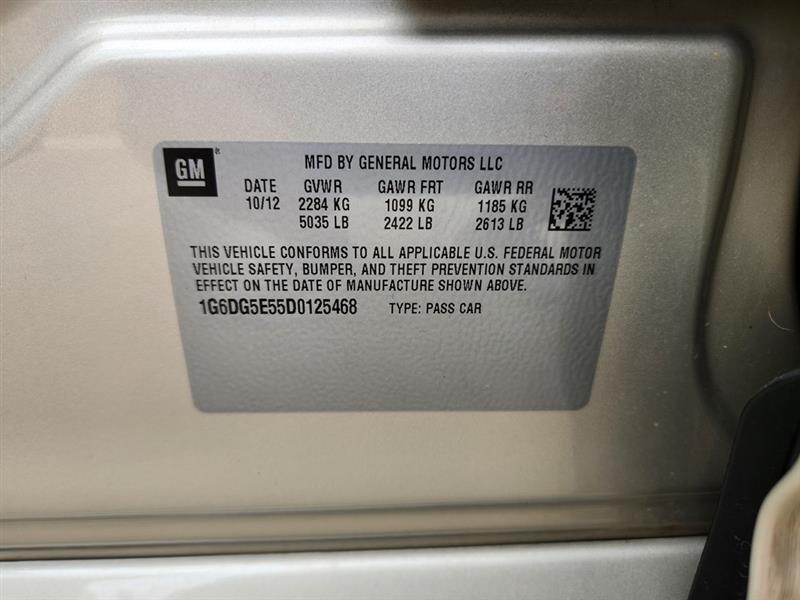 GM
MFD BY GENERAL MOTORS LLC
DATE GVWR GAWR FRT GAWR RR
10/12 2284 KG 1099 KG 1185 KG
5035 LB 2422 LB 2613 LB
THIS VEHICLE CONFORMS TO ALL APPLICABLE U.S. FEDERAL MOTOR
VEHICLE SAFETY, BUMPER, AND THEFT PREVENTION STANDARDS IN
EFFECT ON THE DATE OF MANUFACTURE SHOWN ABOVE.
1G6DG5E55D0125468 TYPE: PASS CAR